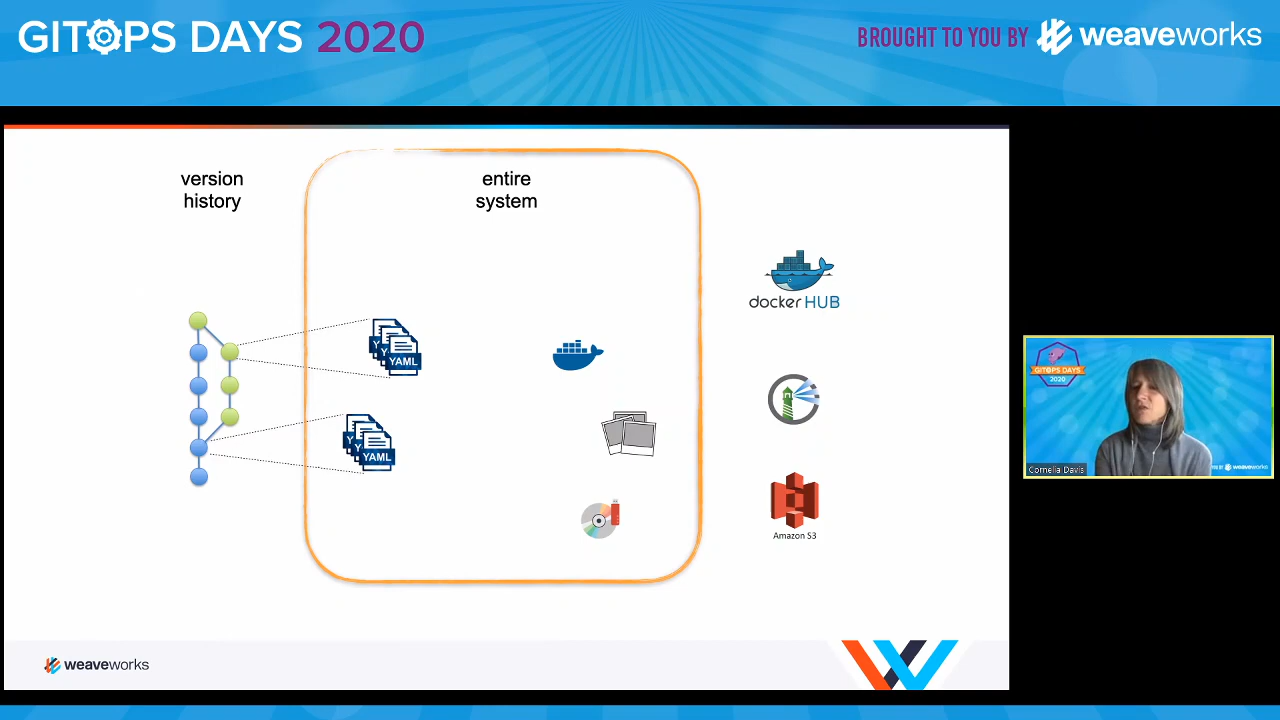 GITOPS DAYS 2020
BROUGHT TO YOU BY weaveworks
version
history
entire
system
docker HUB
Y Y YAML
Y Y YAML
Amazon S3
GITOPS DAYS
2020
Cornelia Davis
weaveworks
weaveworks